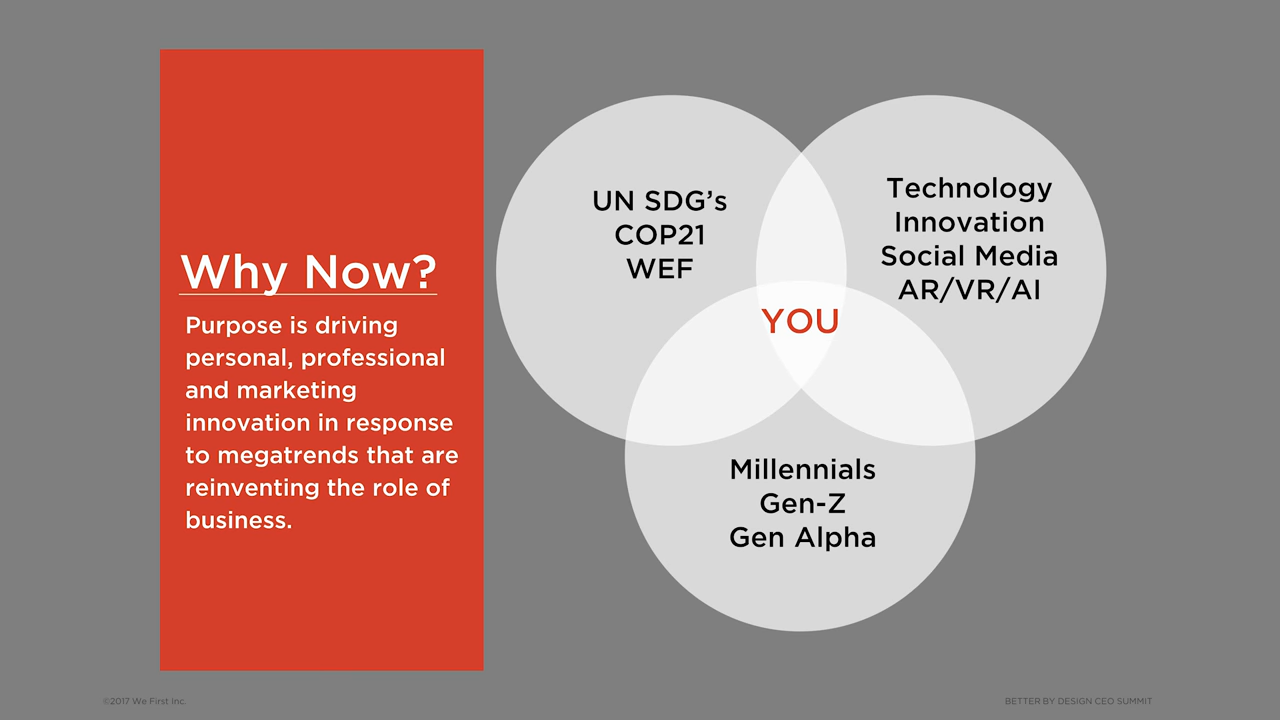 Why Now?
Purpose is driving
personal, professional
and marketing
innovation in response
to megatrends that are
reinventing the role of
business.
UN SDG’s
COP21
WEF
Technology
Innovation
Social Media
AR/VR/AI
YOU
Millennials
Gen-Z
Gen Alpha
©2017 We First Inc.
BETTER BY DESIGN CEO SUMMIT